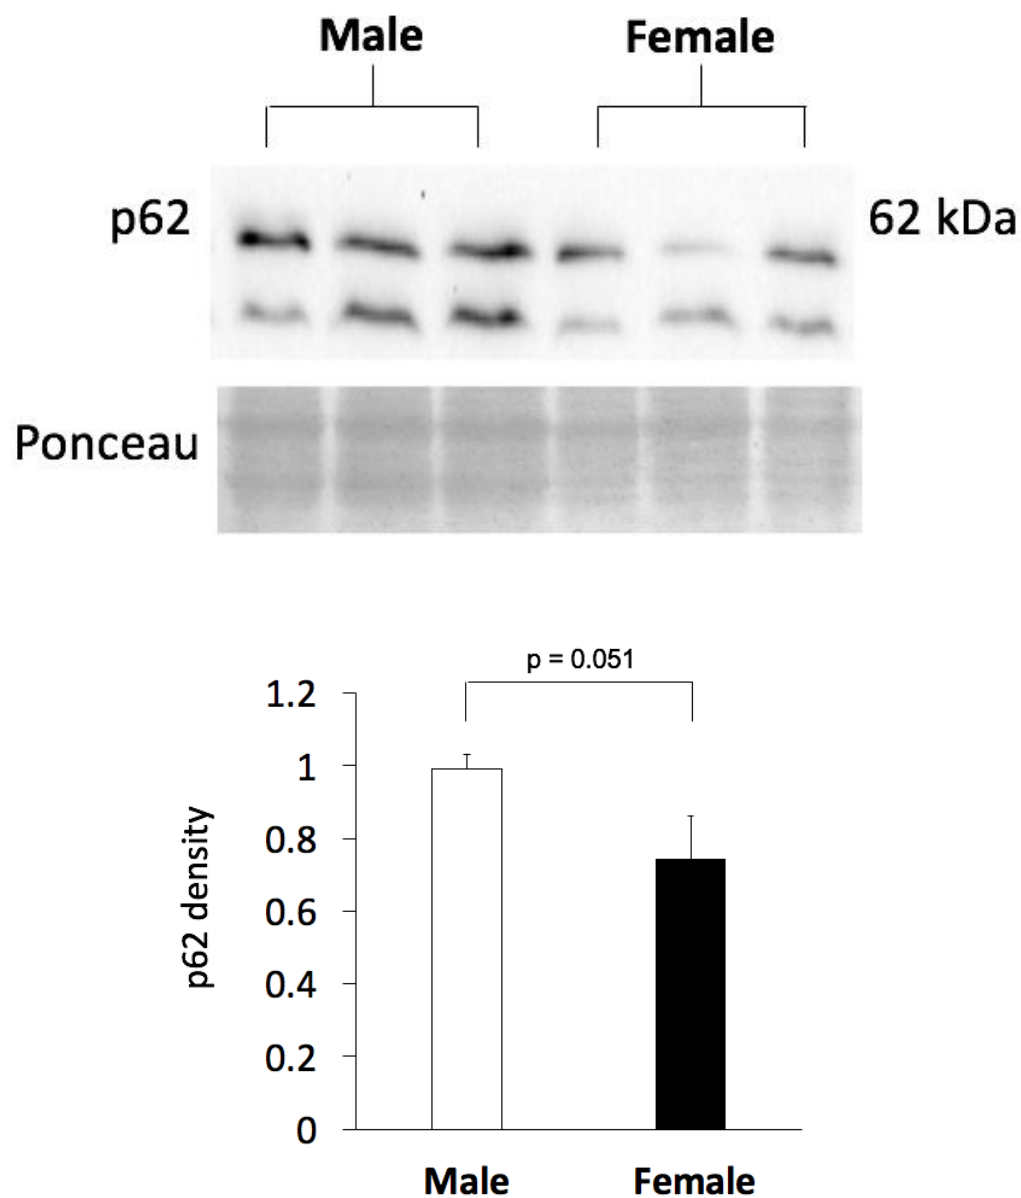 Male
Female
p62
62 kDa
Ponceau
p = 0.051
1.2
1
0.8
0.6
0.4
0.2
0
p62 density
Male
Female